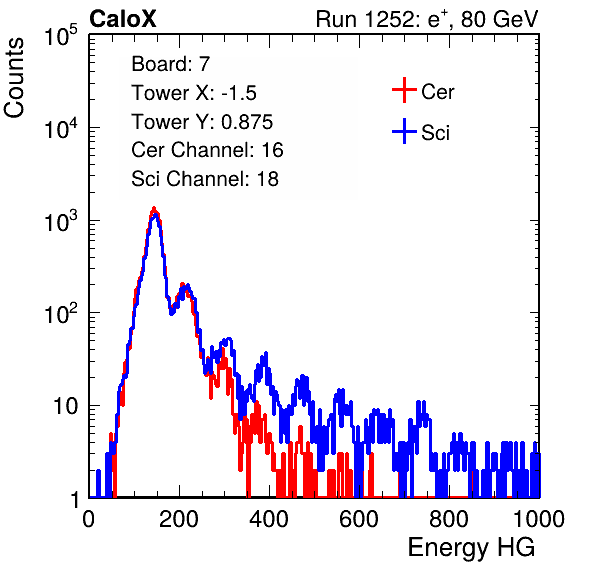 CaloX Run 1252: e+, 80 GeV
Counts
10^5
10^4
10^3
10^2
10
1
Board: 7
Tower X: -1.5
Tower Y: 0.875
Cer Channel: 16
Sci Channel: 18
Cer
Sci
0 200 400 600 800 1000
Energy HG